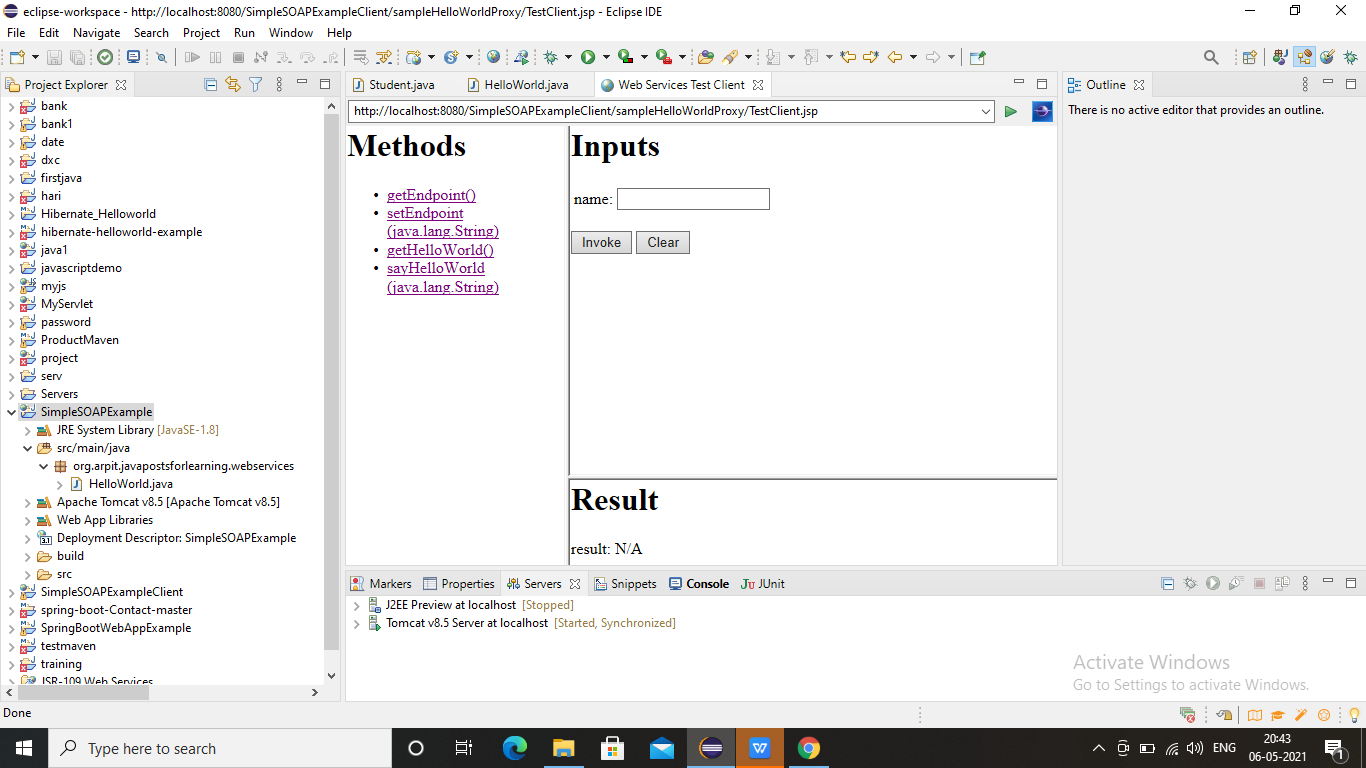 eclipse-workspace - http://localhost:8080/SimpleSOAPExampleClient/sampleHelloWorldProxy/TestClient.jsp - Eclipse IDE
File Edit Navigate Search Project Run Window Help
Project Explorer
bank
bank1
date
dxc
firstjava
hari
Hibernate_Helloworld
hibernate-helloworld-example
java1
javascriptdemo
myjs
MyServlet
password
ProductMaven
project
serv
Servers
SimpleSOAPExample
JRE System Library [JavaSE-1.8]
src/main/java
org.arpit.javapostsforlearning.webservices
HelloWorld.java
Apache Tomcat v8.5 [Apache Tomcat v8.5]
Web App Libraries
Deployment Descriptor: SimpleSOAPExample
build
src
SimpleSOAPExampleClient
spring-boot-Contact-master
SpringBootWebAppExample
testmaven
training
JSR-109 Web Services
Student.java HelloWorld.java Web Services Test Client
http://localhost:8080/SimpleSOAPExampleClient/sampleHelloWorldProxy/TestClient.jsp
Methods
getEndpoint()
setEndpoint
(java.lang.String)
getHelloWorld()
sayHelloWorld
(java.lang.String)
Inputs
name:
Invoke Clear
Result
result: N/A
Outline
There is no active editor that provides an outline.
Markers Properties Servers Snippets Console JUnit
J2EE Preview at localhost [Stopped]
Tomcat v8.5 Server at localhost [Started, Synchronized]
Activate Windows
Go to Settings to activate Windows.
Done
Type here to search
ENG
20:43
06-05-2021
1